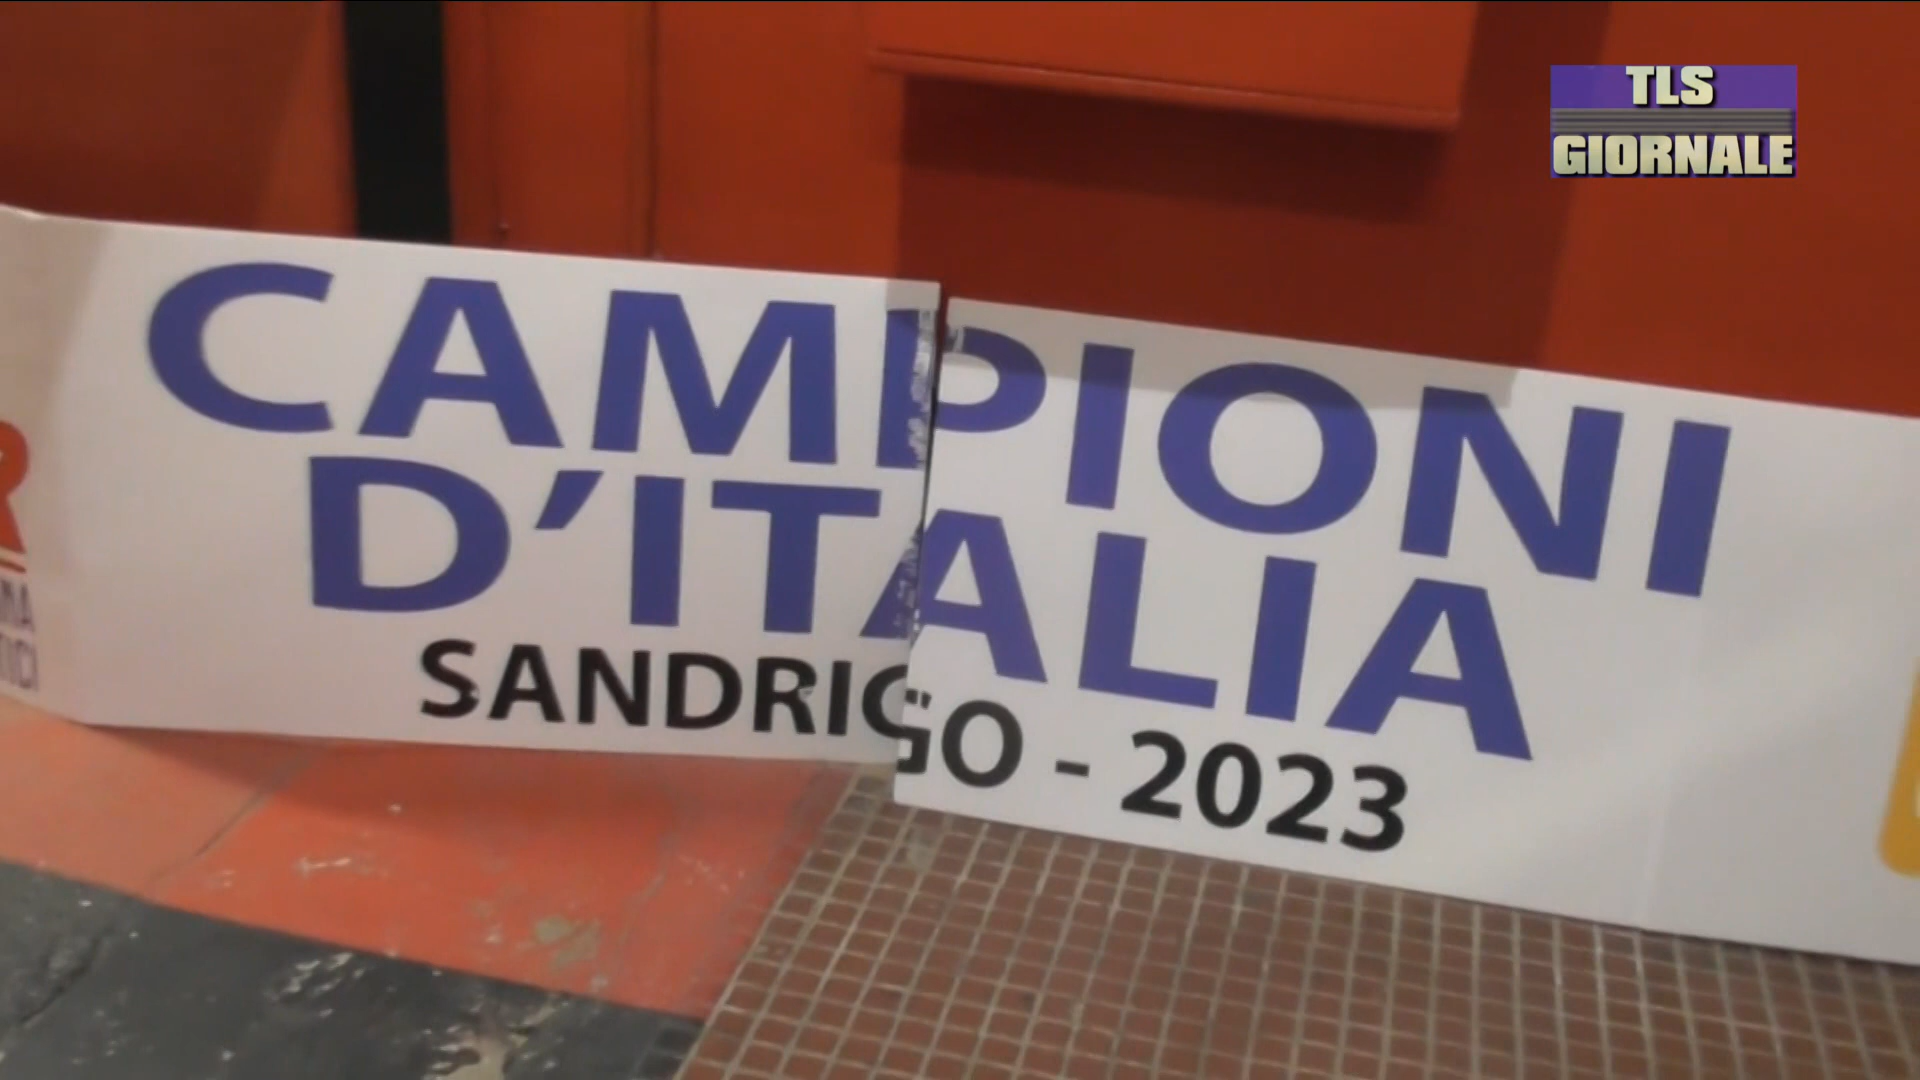 TLS
GIORNALE
CAMPIONI
D'ITALIA
SANDRIGO - 2023